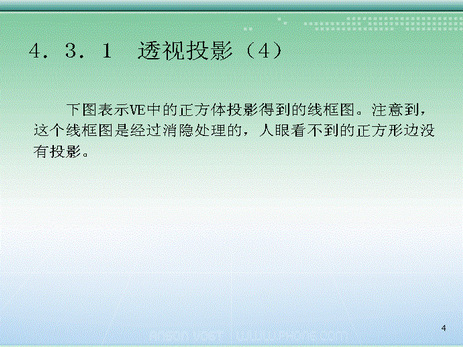 4．3．1　透视投影（4）
下图表示VE中的正方体投影得到的线框图。注意到，
这个线框图是经过消隐处理的，人眼看不到的正方形边没
有投影。
4